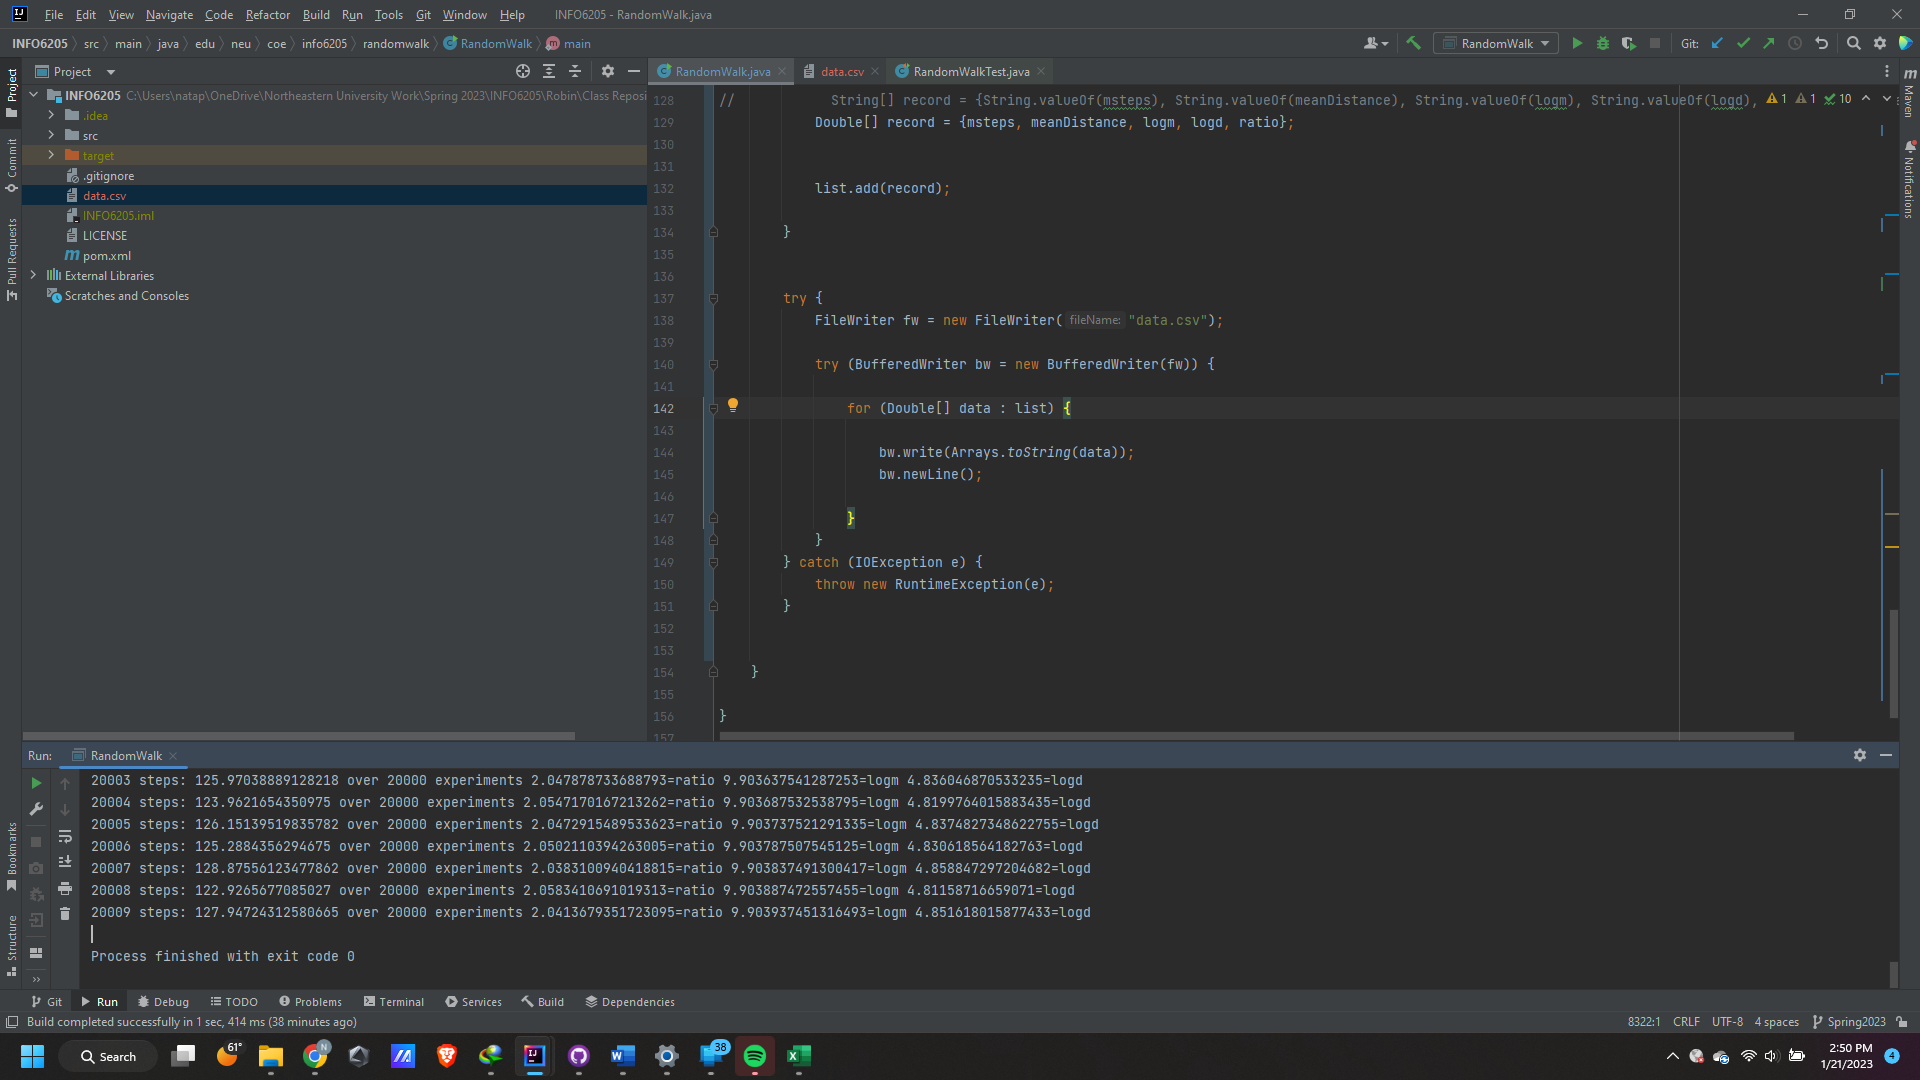 File Edit View Navigate Code Refactor Build Run Tools Git Window Help INFO6205 - RandomWalk.java
INFO6205 src main java edu neu coe info6205 randomwalk RandomWalk main
RandomWalk Git:
Project
RandomWalk.java data.csv RandomWalkTest.java
INFO6205 C:\Users\natap\OneDrive\Northeastern University Work\Spring 2023\INFO6205\Robin\Class Reposi
.idea
src
target
.gitignore
data.csv
INFO6205.iml
LICENSE
pom.xml
External Libraries
Scratches and Consoles
Project
Commit
Pull Requests
Bookmarks
Structure
128 // String[] record = {String.valueOf(msteps), String.valueOf(meanDistance), String.valueOf(logm), String.valueOf(logd), 1 1 10
129 Double[] record = {msteps, meanDistance, logm, logd, ratio};
130
131
132 list.add(record);
133
134 }
135
136
137 try {
138 FileWriter fw = new FileWriter( fileName: "data.csv");
139
140 try (BufferedWriter bw = new BufferedWriter(fw)) {
141
142 for (Double[] data : list) {
143
144 bw.write(Arrays.toString(data));
145 bw.newLine();
146
147 }
148 }
149 } catch (IOException e) {
150 throw new RuntimeException(e);
151 }
152
153
154 }
155
156 }
157
m
Maven
Notifications
Run: RandomWalk
20003 steps: 125.97038889128218 over 20000 experiments 2.047878733688793=ratio 9.903637541287253=logm 4.836046870533235=logd
20004 steps: 123.9621654350975 over 20000 experiments 2.0547170167213262=ratio 9.903687532538795=logm 4.8199764015883435=logd
20005 steps: 126.15139519835782 over 20000 experiments 2.0472915489533623=ratio 9.903737521291335=logm 4.8374827348622755=logd
20006 steps: 125.2884356294675 over 20000 experiments 2.0502110394263005=ratio 9.903787507545125=logm 4.830618564182763=logd
20007 steps: 128.87556123477862 over 20000 experiments 2.0383100940418815=ratio 9.903837491300417=logm 4.858847297204682=logd
20008 steps: 122.9265677085027 over 20000 experiments 2.0583410691019313=ratio 9.903887472557455=logm 4.81158716659071=logd
20009 steps: 127.94724312580665 over 20000 experiments 2.0413679351723095=ratio 9.903937451316493=logm 4.851618015877433=logd
Process finished with exit code 0
Git Run Debug TODO Problems Terminal Services Build Dependencies
Build completed successfully in 1 sec, 414 ms (38 minutes ago)
8322:1 CRLF UTF-8 4 spaces Spring2023
Search
61°
N
38
2:50 PM
1/21/2023
4